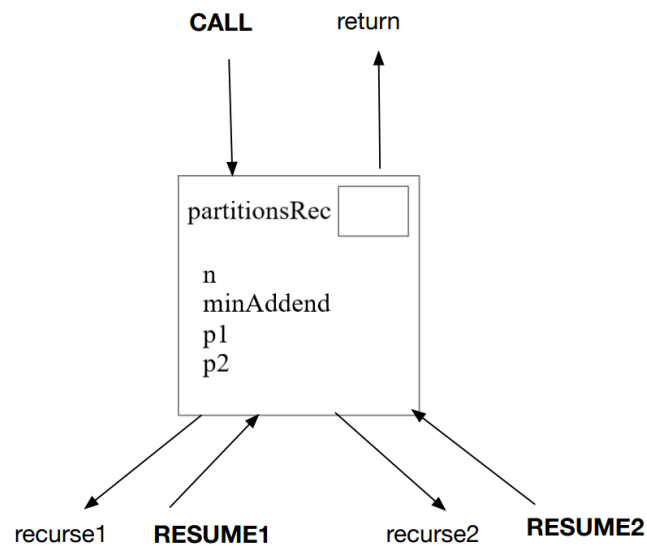 CALL return
partitionsRec
n
minAddend
p1
p2
recurse1 RESUME1 recurse2 RESUME2